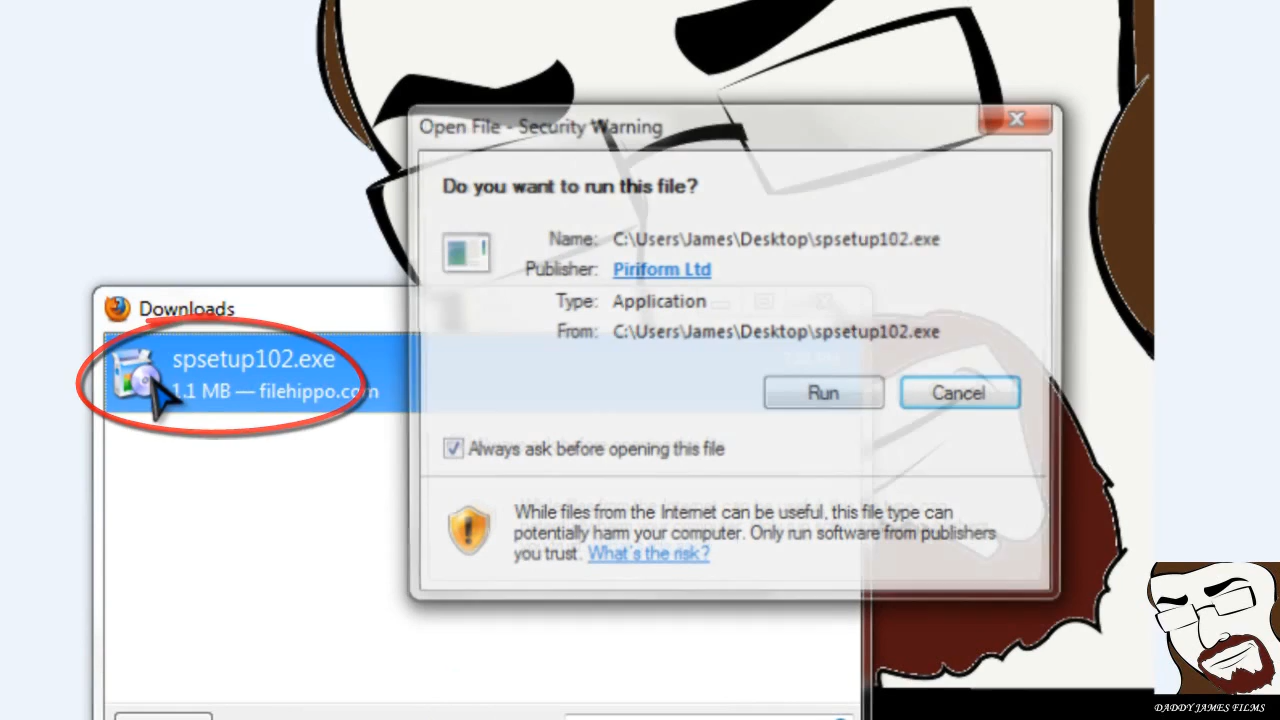 Open File - Security Warning
Do you want to run this file?
Name: C:\Users\James\Desktop\spsetup102.exe
Publisher: Piriform Ltd
Type: Application
From: C:\Users\James\Desktop\spsetup102.exe
Run Cancel
Always ask before opening this file
While files from the Internet can be useful, this file type can
potentially harm your computer. Only run software from publishers
you trust. What's the risk?
Downloads
spsetup102.exe
1.1 MB — filehippo.com
DADDY JAMES FILMS